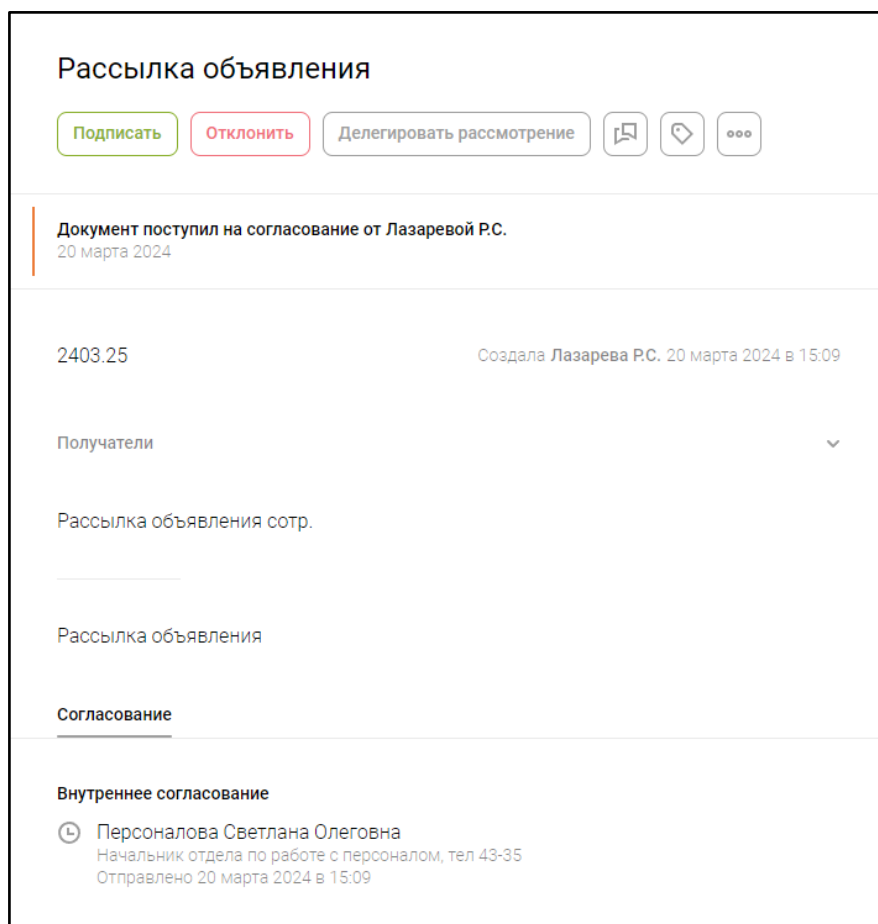 Рассылка объявления
Подписать Отклонить Делегировать рассмотрение
Документ поступил на согласование от Лазаревой Р.С.
20 марта 2024
2403.25 Создала Лазарева Р.С. 20 марта 2024 в 15:09
Получатели
Рассылка объявления сотр.
Рассылка объявления
Согласование
Внутреннее согласование
Персоналова Светлана Олеговна
Начальник отдела по работе с персоналом, тел 43-35
Отправлено 20 марта 2024 в 15:09